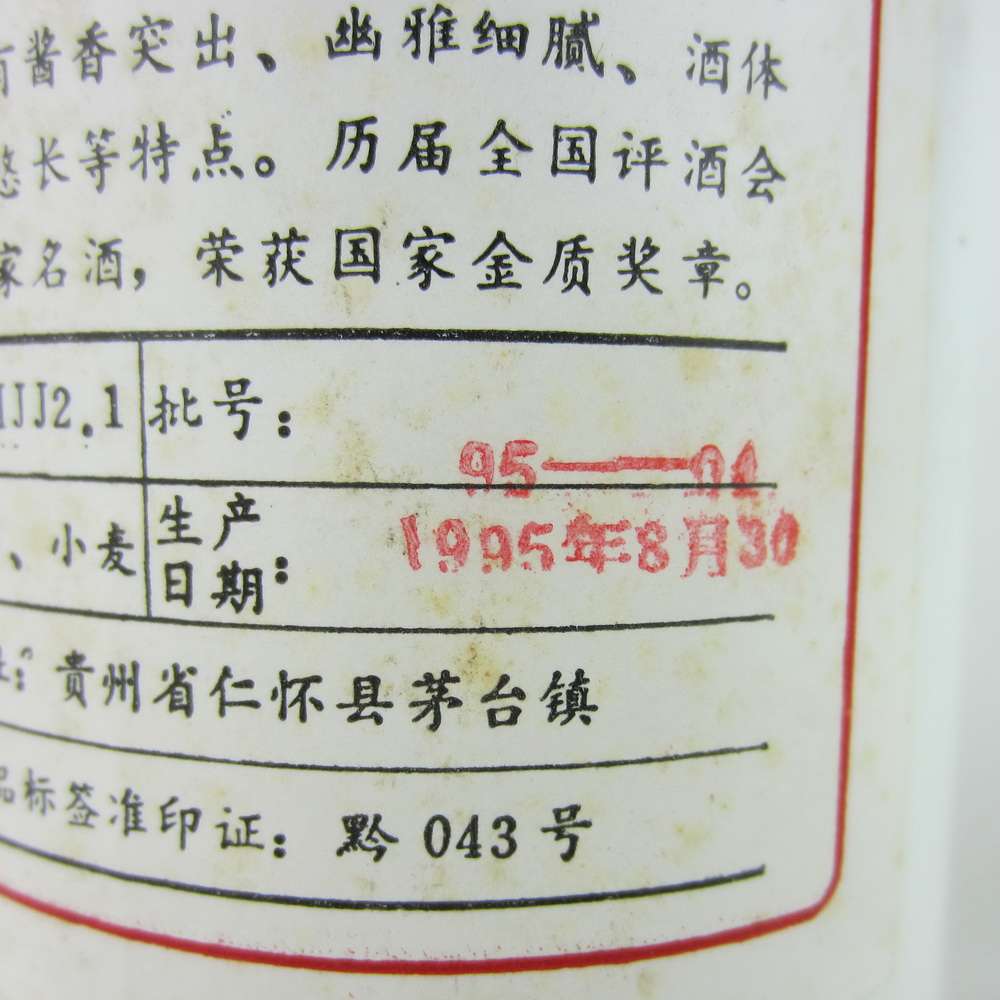 有酱香突出、幽雅细腻、酒体
悠长等特点。历届全国评酒会
家名酒，荣获国家金质奖章。
JJ2.1 批号：95—04
、小麦 生产日期：1995年8月30
址：贵州省仁怀县茅台镇
品标签准印证：黔 043 号